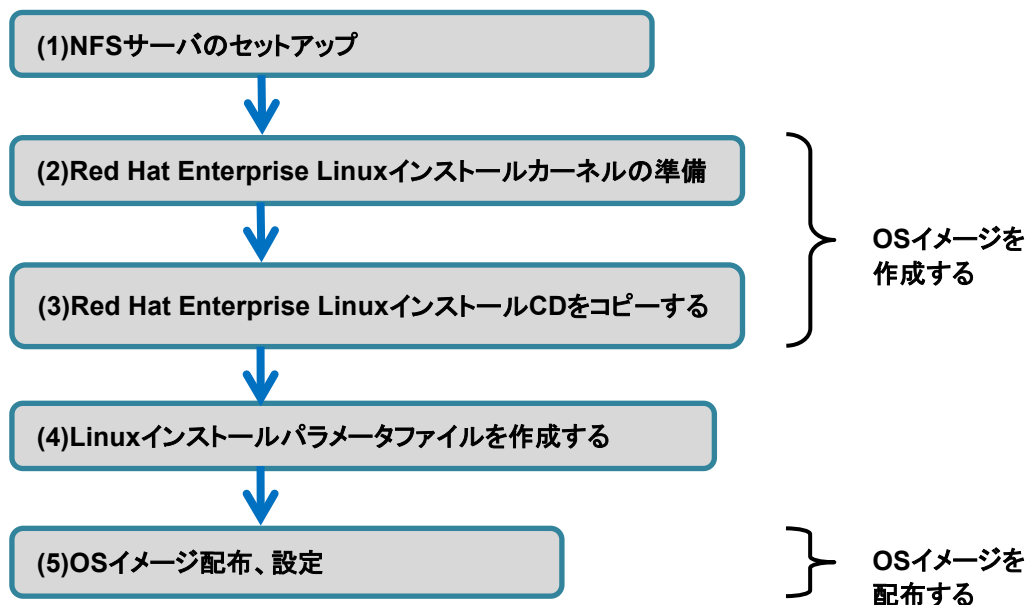 (1)NFSサーバのセットアップ
(2)Red Hat Enterprise Linuxインストールカーネルの準備
(3)Red Hat Enterprise LinuxインストールCDをコピーする
OSイメージを
作成する
(4)Linuxインストールパラメータファイルを作成する
(5)OSイメージ配布、設定
OSイメージを
配布する